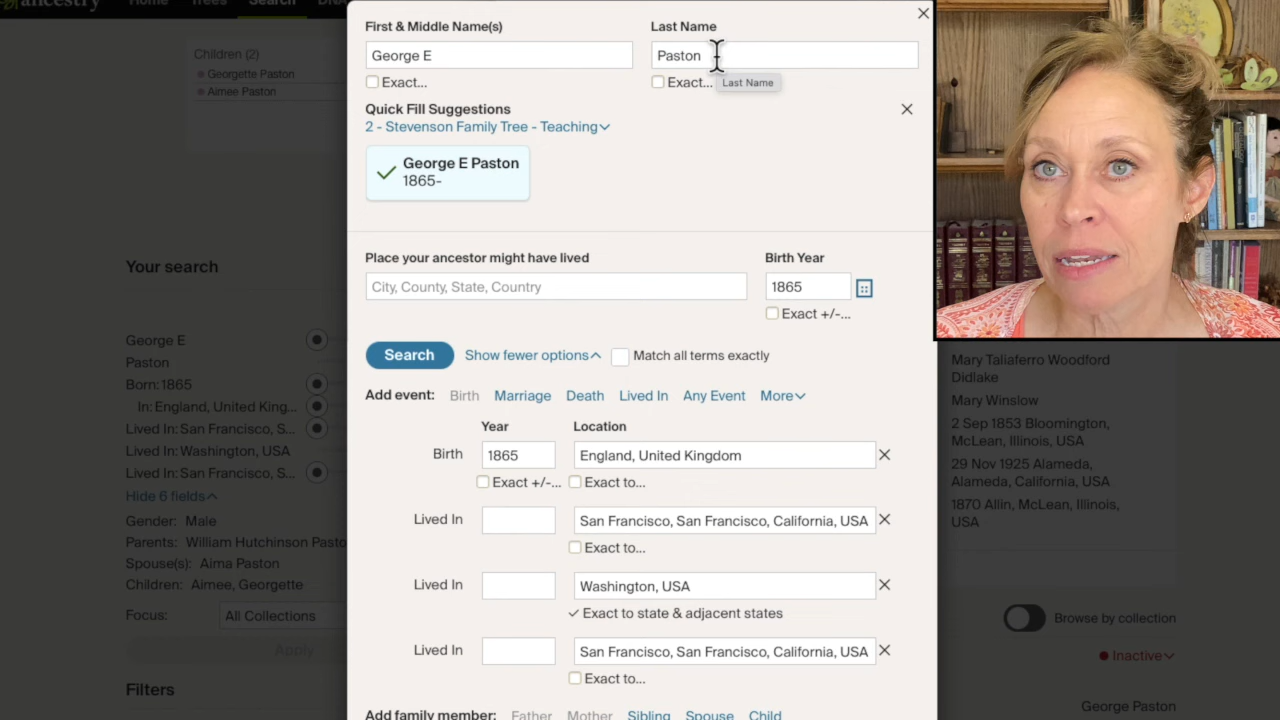 ancestry
Home Trees Search
First & Middle Name(s)
Last Name
George E
Paston
Exact...
Exact...
Last Name
Children (2)
Georgette Paston
Aimee Paston
Quick Fill Suggestions
2 - Stevenson Family Tree - Teaching
George E Paston
1865-
Place your ancestor might have lived
Birth Year
City, County, State, Country
1865
Exact +/-...
Search
Show fewer options
Match all terms exactly
Add event: Birth Marriage Death Lived In Any Event More
Year
Location
Birth
1865
England, United Kingdom
Exact +/-...
Exact to...
Lived In
San Francisco, San Francisco, California, USA
Exact to...
Lived In
Washington, USA
Exact to state & adjacent states
Lived In
San Francisco, San Francisco, California, USA
Exact to...
Add family member: Father Mother Sibling Spouse Child
Your search
George E
Paston
Born: 1865
In: England, United King...
Lived In: San Francisco, S...
Lived In: Washington, USA
Lived In: San Francisco, S...
Hide 6 fields
Gender: Male
Parents: William Hutchinson Pasto
Spouse(s): Aima Paston
Children: Aimee, Georgette
Focus: All Collections
Apply
Filters
Mary Taliaferro Woodford
Didlake
Mary Winslow
2 Sep 1853 Bloomington,
McLean, Illinois, USA
29 Nov 1925 Alameda,
Alameda, California, USA
1870 Allin, McLean, Illinois,
USA
Browse by collection
Inactive
George Paston